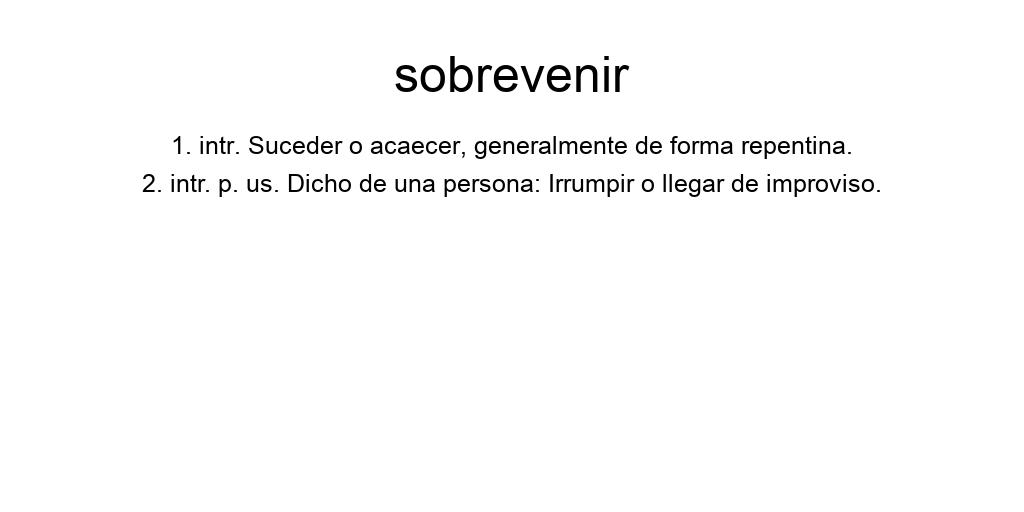 sobrevenir
1. intr. Suceder o acaecer, generalmente de forma repentina.
2. intr. p. us. Dicho de una persona: Irrumpir o llegar de improviso.